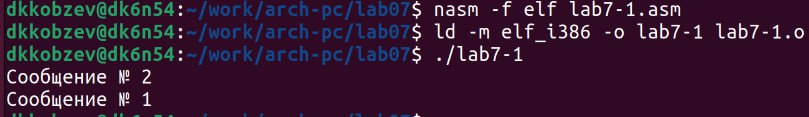 dkkobzev@dk6n54:~/work/arch-pc/lab07$ nasm -f elf lab7-1.asm
dkkobzev@dk6n54:~/work/arch-pc/lab07$ ld -m elf_i386 -o lab7-1 lab7-1.o
dkkobzev@dk6n54:~/work/arch-pc/lab07$ ./lab7-1
Сообщение № 2
Сообщение № 1